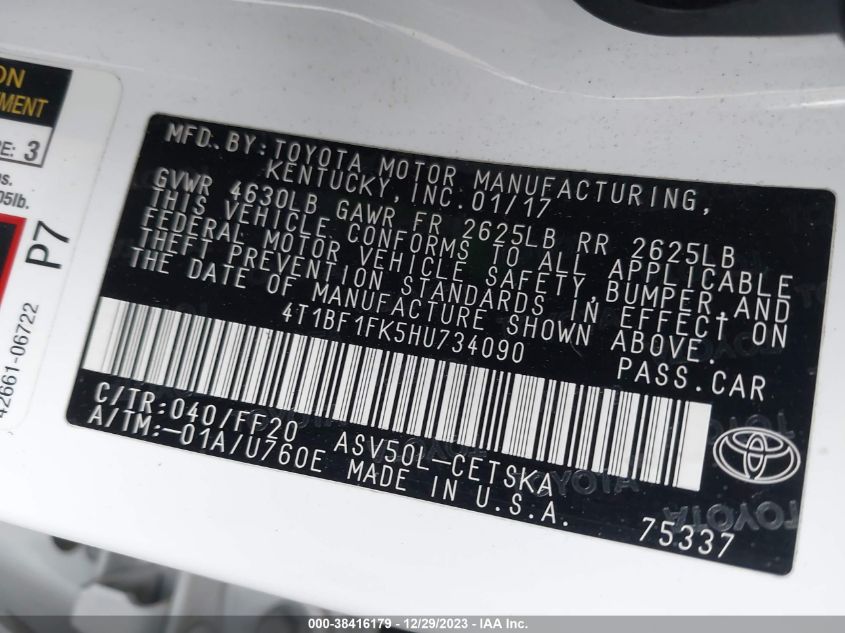 ON
TMENT
E: 3
s.
05lb.
P7
42661-06722
MFD. BY: TOYOTA MOTOR MANUFACTURING,
KENTUCKY, INC. 01/17
GVWR 4630LB GAWR FR 2625LB RR 2625LB
THIS VEHICLE CONFORMS TO ALL APPLICABLE
FEDERAL MOTOR VEHICLE SAFETY, BUMPER, AND
THEFT PREVENTION STANDARDS IN EFFECT ON
THE DATE OF MANUFACTURE SHOWN ABOVE.
4T1BF1FK5HU734090 PASS.CAR
C/TR:040/FF20 ASV50L-CETSKA
A/TM:-01A/U760E MADE IN U.S.A.
TOYOTA
TOYOTA
75337
000-38416179 - 12/29/2023 - IAA Inc.